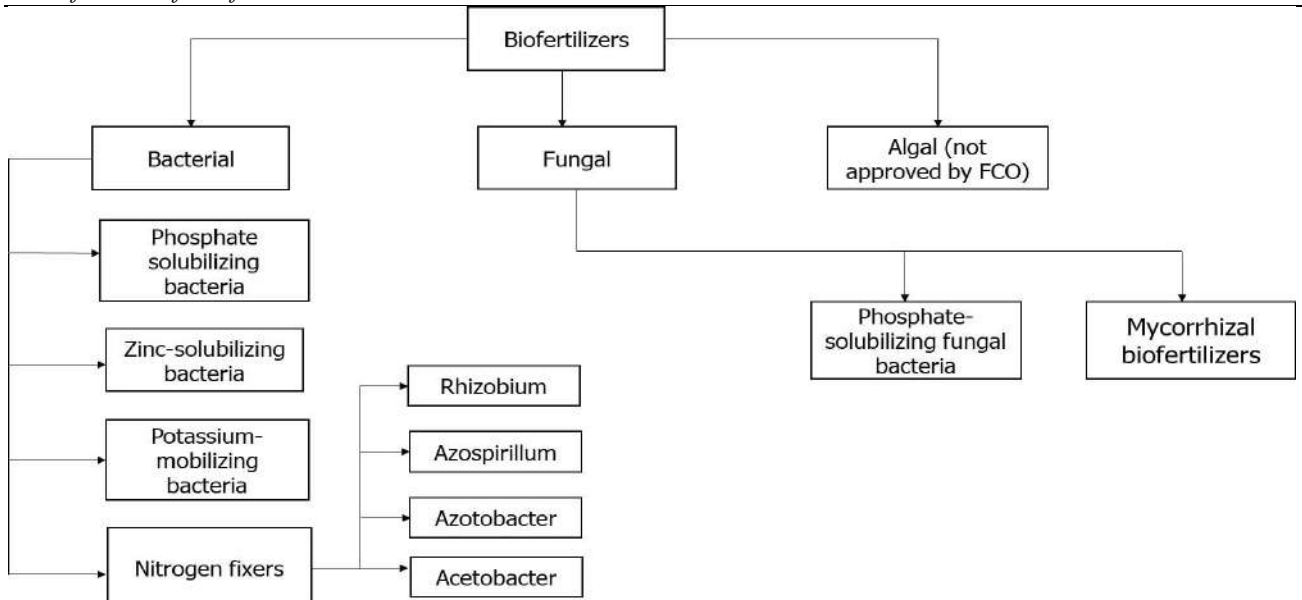 Biofertilizers
Bacterial
Fungal
Algal (not
approved by FCO)
Phosphate
solubilizing
bacteria
Zinc-solubilizing
bacteria
Potassium-
mobilizing
bacteria
Nitrogen fixers
Rhizobium
Azospirillum
Azotobacter
Acetobacter
Phosphate-
solubilizing fungal
bacteria
Mycorrhizal
biofertilizers